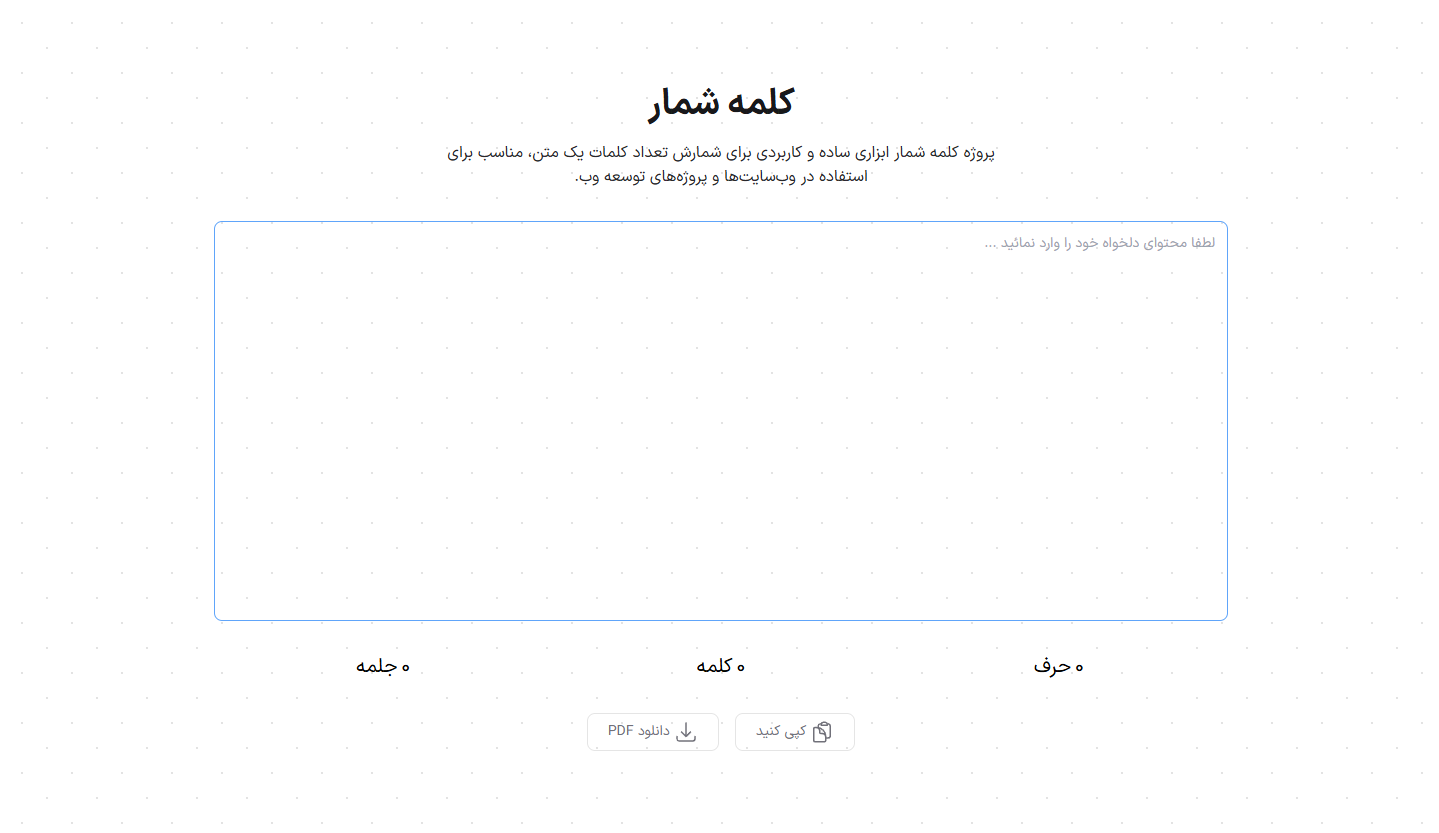 کلمه شمار
پروژه کلمه شمار ابزاری ساده و کاربردی برای شمارش تعداد کلمات یک متن، مناسب برای
استفاده در وب‌سایت‌ها و پروژه‌های توسعه وب.
لطفا محتوای دلخواه خود را وارد نمائید ...
۰ حرف
۰ کلمه
۰ جلمه
کپی کنید
دانلود PDF